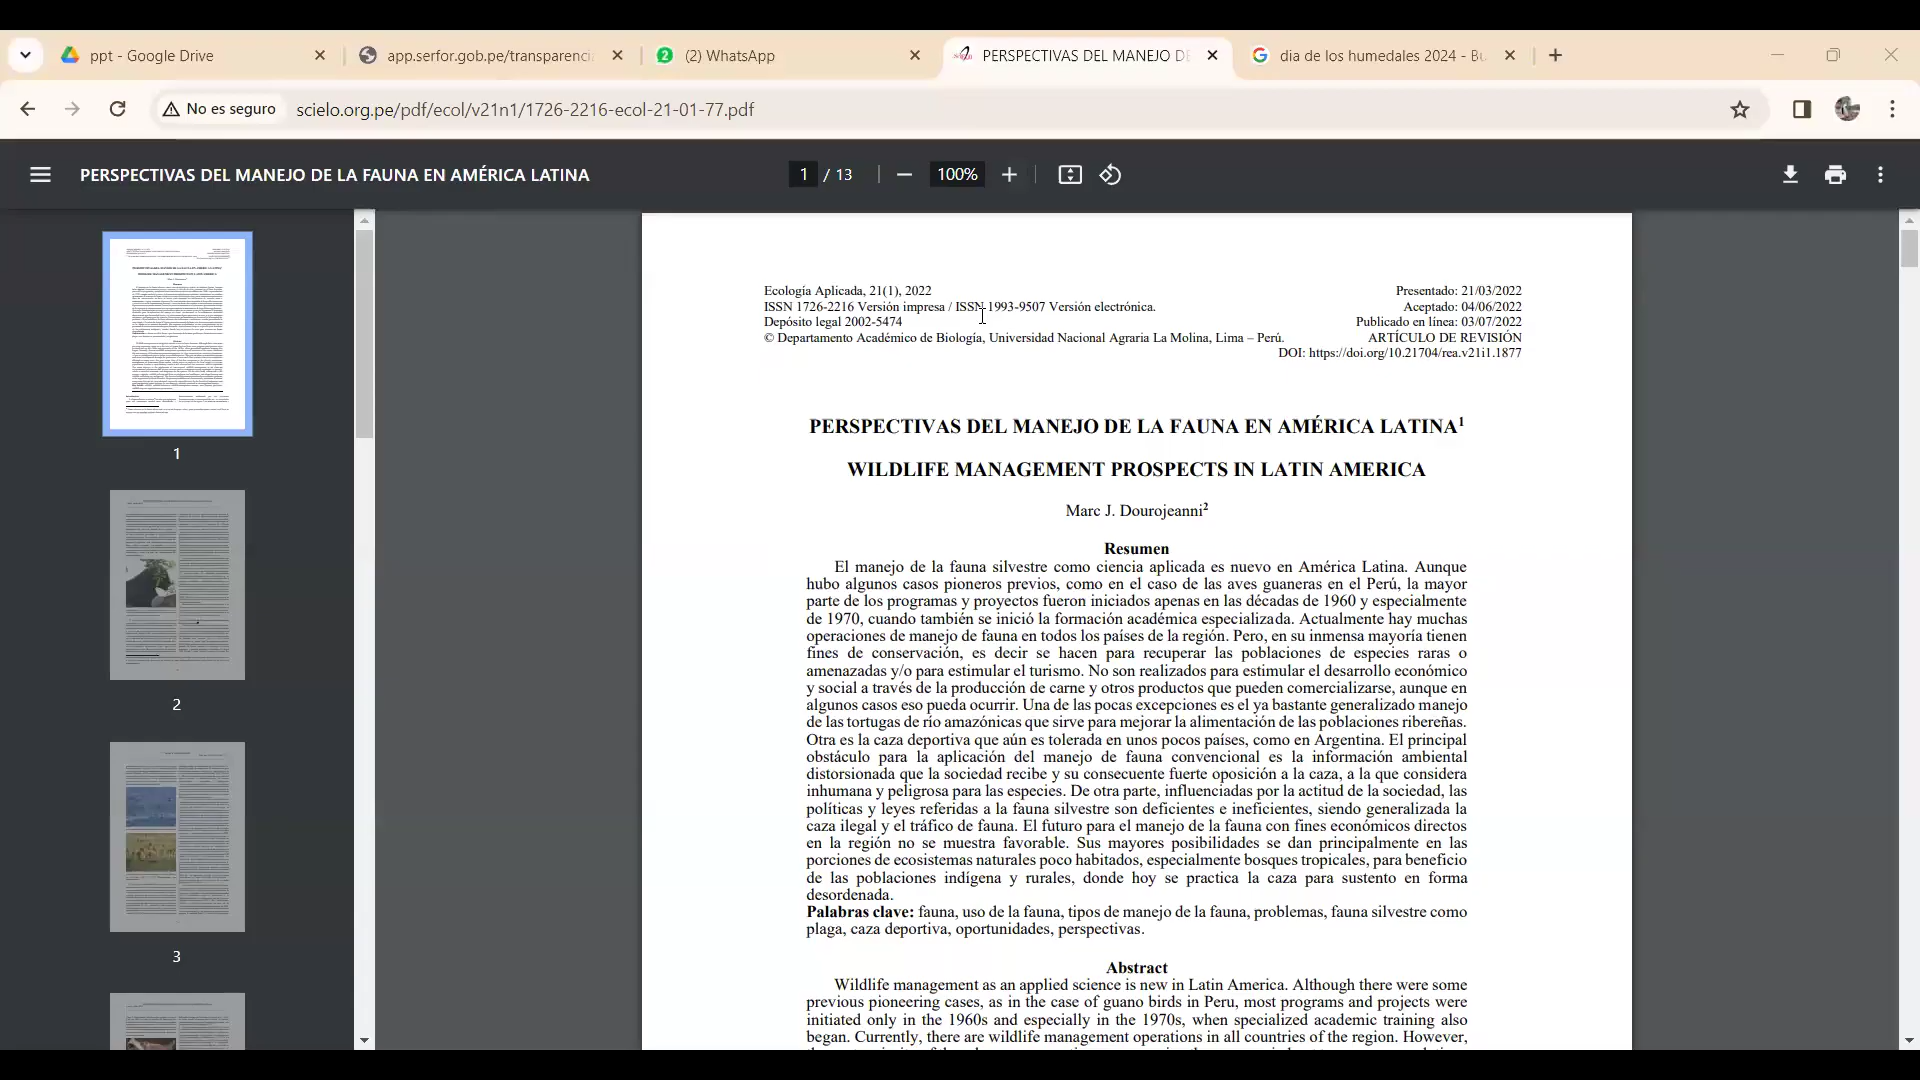 ppt - Google Drive
app.serfor.gob.pe/transparenci
2 (2) WhatsApp
PERSPECTIVAS DEL MANEJO DE
dia de los humedales 2024 - Bu
No es seguro
scielo.org.pe/pdf/ecol/v21n1/1726-2216-ecol-21-01-77.pdf
PERSPECTIVAS DEL MANEJO DE LA FAUNA EN AMÉRICA LATINA
1 / 13
100%
1
2
3
Ecología Aplicada, 21(1), 2022
ISSN 1726-2216 Versión impresa / ISSN 1993-9507 Versión electrónica.
Depósito legal 2002-5474
© Departamento Académico de Biología, Universidad Nacional Agraria La Molina, Lima – Perú.
Presentado: 21/03/2022
Aceptado: 04/06/2022
Publicado en línea: 03/07/2022
ARTÍCULO DE REVISIÓN
DOI: https://doi.org/10.21704/rea.v21i1.1877
PERSPECTIVAS DEL MANEJO DE LA FAUNA EN AMÉRICA LATINA¹
WILDLIFE MANAGEMENT PROSPECTS IN LATIN AMERICA
Marc J. Dourojeanni²
Resumen
El manejo de la fauna silvestre como ciencia aplicada es nuevo en América Latina. Aunque
hubo algunos casos pioneros previos, como en el caso de las aves guaneras en el Perú, la mayor
parte de los programas y proyectos fueron iniciados apenas en las décadas de 1960 y especialmente
de 1970, cuando también se inició la formación académica especializada. Actualmente hay muchas
operaciones de manejo de fauna en todos los países de la región. Pero, en su inmensa mayoría tienen
fines de conservación, es decir se hacen para recuperar las poblaciones de especies raras o
amenazadas y/o para estimular el turismo. No son realizados para estimular el desarrollo económico
y social a través de la producción de carne y otros productos que pueden comercializarse, aunque en
algunos casos eso pueda ocurrir. Una de las pocas excepciones es el ya bastante generalizado manejo
de las tortugas de río amazónicas que sirve para mejorar la alimentación de las poblaciones ribereñas.
Otra es la caza deportiva que aún es tolerada en unos pocos países, como en Argentina. El principal
obstáculo para la aplicación del manejo de fauna convencional es la información ambiental
distorsionada que la sociedad recibe y su consecuente fuerte oposición a la caza, a la que considera
inhumana y peligrosa para las especies. De otra parte, influenciadas por la actitud de la sociedad, las
políticas y leyes referidas a la fauna silvestre son deficientes e ineficientes, siendo generalizada la
caza ilegal y el tráfico de fauna. El futuro para el manejo de la fauna con fines económicos directos
en la región no se muestra favorable. Sus mayores posibilidades se dan principalmente en las
porciones de ecosistemas naturales poco habitados, especialmente bosques tropicales, para beneficio
de las poblaciones indígena y rurales, donde hoy se practica la caza para sustento en forma
desordenada.
Palabras clave: fauna, uso de la fauna, tipos de manejo de la fauna, problemas, fauna silvestre como
plaga, caza deportiva, oportunidades, perspectivas.
Abstract
Wildlife management as an applied science is new in Latin America. Although there were some
previous pioneering cases, as in the case of guano birds in Peru, most programs and projects were
initiated only in the 1960s and especially in the 1970s, when specialized academic training also
began. Currently, there are wildlife management operations in all countries of the region. However,